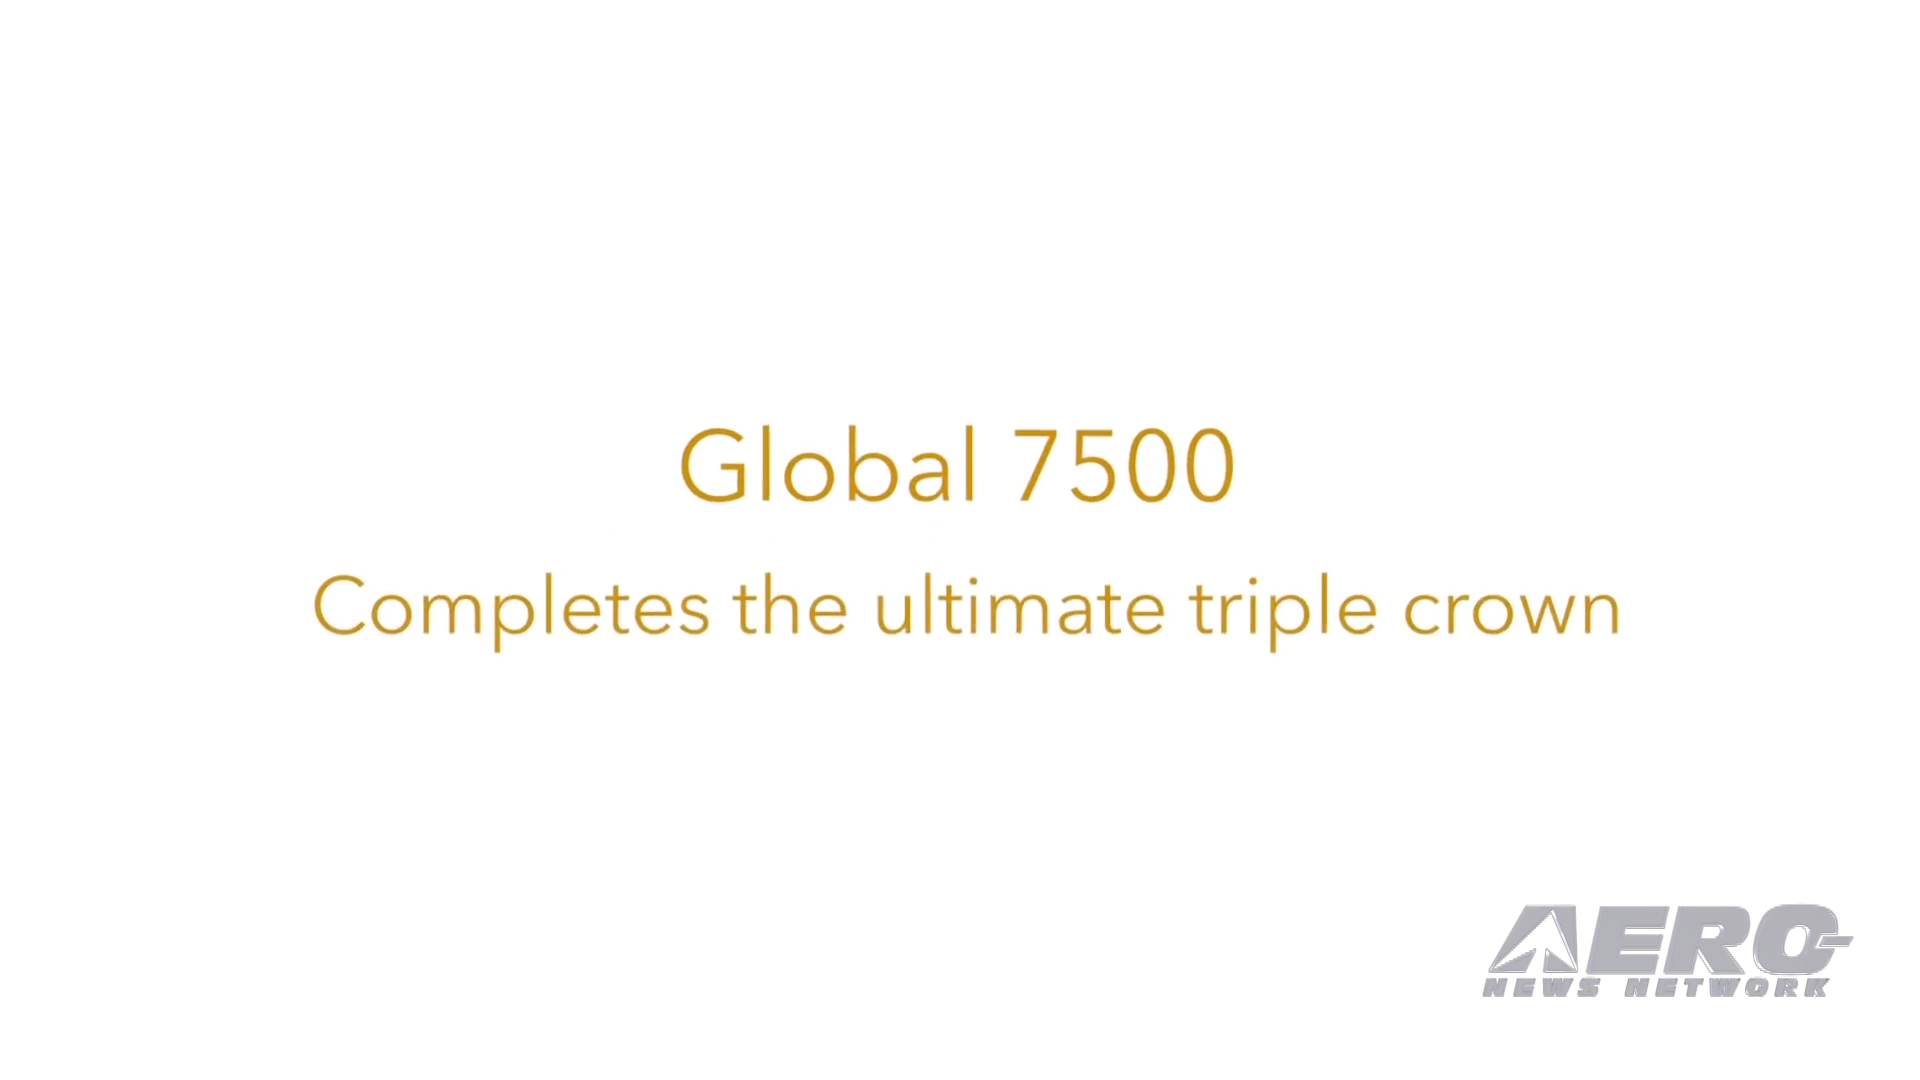 Global 7500
Completes the ultimate triple crown
AERO-
NEWS NETWORK